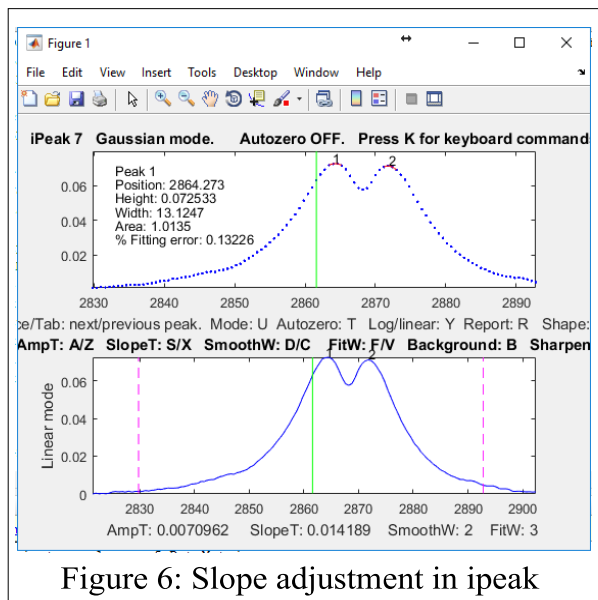 Figure 1
File Edit View Insert Tools Desktop Window Help
iPeak 7 Gaussian mode. Autozero OFF. Press K for keyboard commands
1
2
Peak 1
Position: 2864.273
Height: 0.072533
Width: 13.1247
Area: 1.0135
% Fitting error: 0.13226
0.06
0.04
0.02
2830 2840 2850 2860 2870 2880 2890
ce/Tab: next/previous peak. Mode: U Autozero: T Log/linear: Y Report: R Shape:
AmpT: A/Z SlopeT: S/X SmoothW: D/C FitW: F/V Background: B Sharpen
1
2
0.06
0.04
0.02
0
Linear mode
2830 2840 2850 2860 2870 2880 2890 2900
AmpT: 0.0070962 SlopeT: 0.014189 SmoothW: 2 FitW: 3
Figure 6: Slope adjustment in ipeak